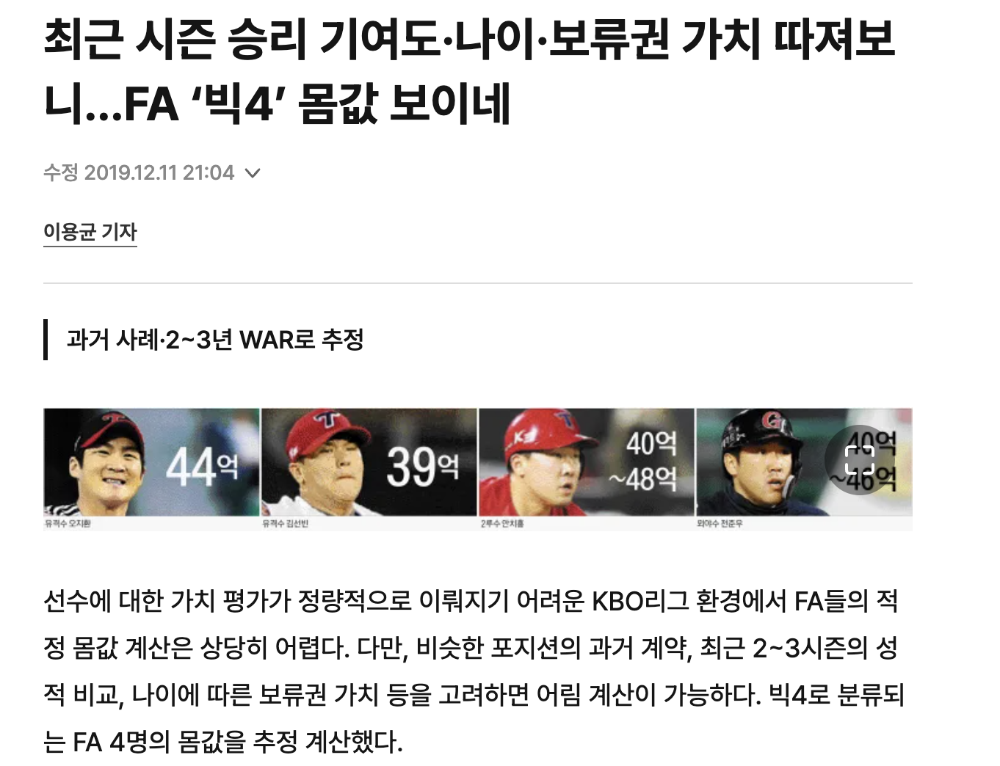 최근 시즌 승리 기여도·나이·보류권 가치 따져보
니…FA ‘빅4’ 몸값 보이네
수정 2019.12.11 21:04
이용균 기자
과거 사례·2~3년 WAR로 추정
44억
39억
40억
~48억
40억
~46억
유격수 오지환
유격수 김선빈
2루수 안치홍
외야수 전준우
선수에 대한 가치 평가가 정량적으로 이뤄지기 어려운 KBO리그 환경에서 FA들의 적
정 몸값 계산은 상당히 어렵다. 다만, 비슷한 포지션의 과거 계약, 최근 2~3시즌의 성
적 비교, 나이에 따른 보류권 가치 등을 고려하면 어림 계산이 가능하다. 빅4로 분류되
는 FA 4명의 몸값을 추정 계산했다.